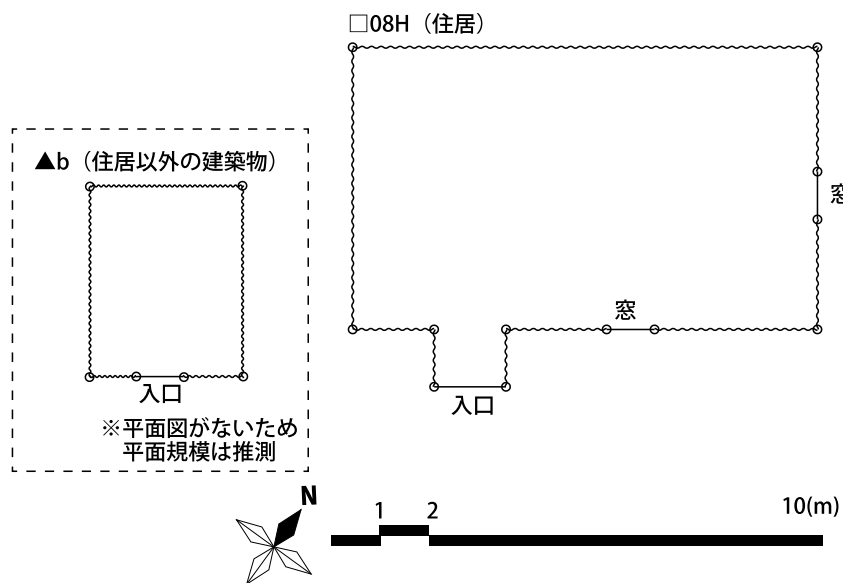 □08H（住居）
▲b（住居以外の建築物）
窓
窓
入口
入口
※平面図がないため
平面規模は推測
N
1
2
10(m)